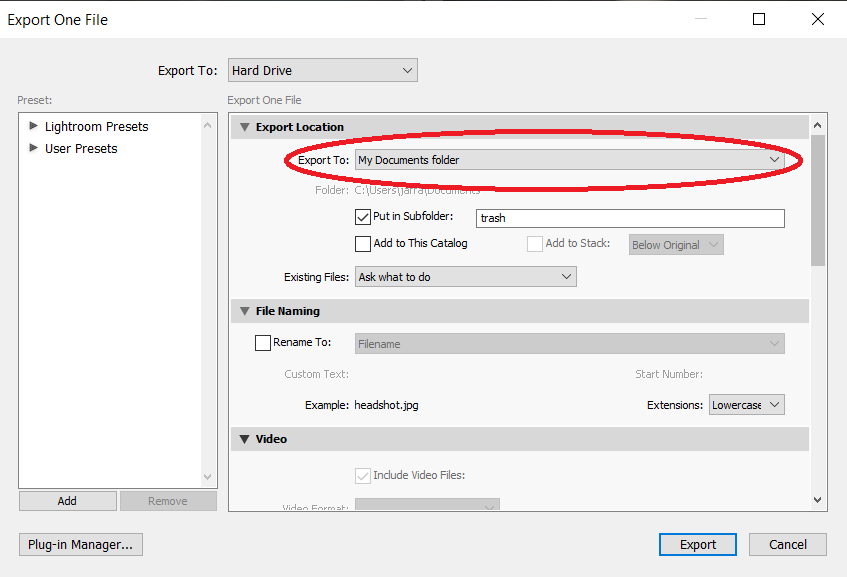 Export One File
Export To: Hard Drive
Preset:
Lightroom Presets
User Presets
Add Remove
Export One File
Export Location
Export To: My Documents folder
Folder: C:\Users\jarra\Documents
Put in Subfolder: trash
Add to This Catalog Add to Stack: Below Original
Existing Files: Ask what to do
File Naming
Rename To: Filename
Custom Text: Start Number:
Example: headshot.jpg Extensions: Lowercase
Video
Include Video Files:
Video Format:
Plug-in Manager... Export Cancel